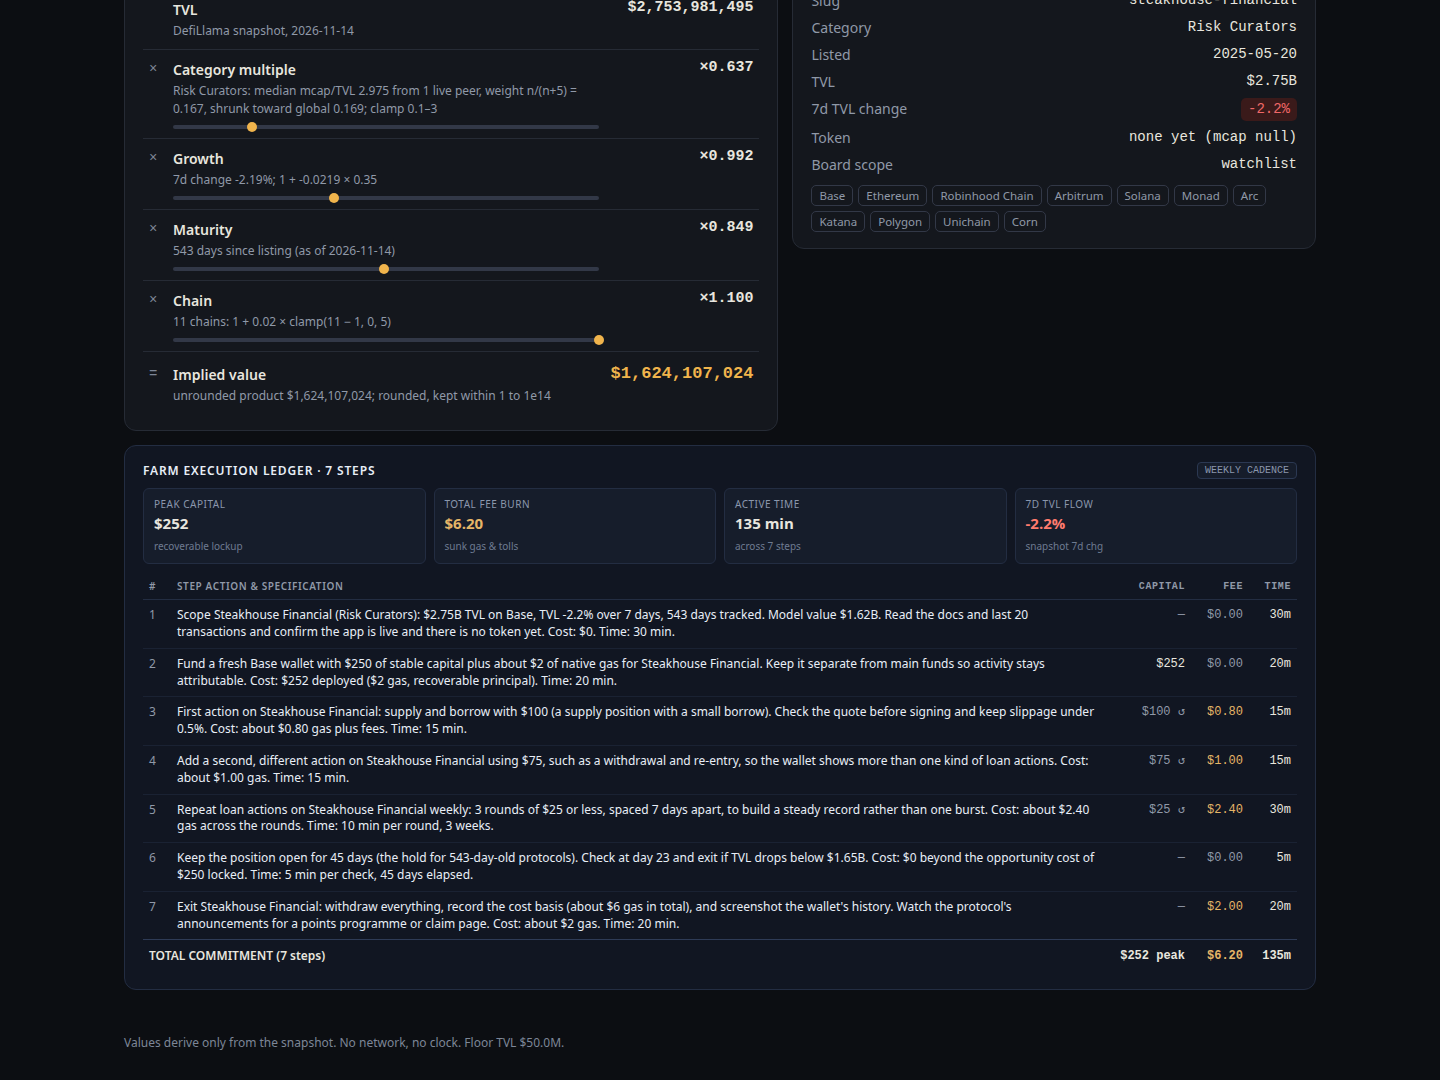 TVL
$2,753,981,495
DefiLlama snapshot, 2026-11-14
× Category multiple ×0.637
Risk Curators: median mcap/TVL 2.975 from 1 live peer, weight n/(n+5) =
0.167, shrunk toward global 0.169; clamp 0.1–3
× Growth ×0.992
7d change -2.19%; 1 + -0.0219 × 0.35
× Maturity ×0.849
543 days since listing (as of 2026-11-14)
× Chain ×1.100
11 chains: 1 + 0.02 × clamp(11 − 1, 0, 5)
= Implied value $1,624,107,024
unrounded product $1,624,107,024; rounded, kept within 1 to 1e14
Slug steakhouse-financial
Category Risk Curators
Listed 2025-05-20
TVL $2.75B
7d TVL change -2.2%
Token none yet (mcap null)
Board scope watchlist
Base Ethereum Robinhood Chain Arbitrum Solana Monad Arc
Katana Polygon Unichain Corn
FARM EXECUTION LEDGER · 7 STEPS WEEKLY CADENCE
PEAK CAPITAL
$252
recoverable lockup
TOTAL FEE BURN
$6.20
sunk gas & tolls
ACTIVE TIME
135 min
across 7 steps
7D TVL FLOW
-2.2%
snapshot 7d chg
# STEP ACTION & SPECIFICATION CAPITAL FEE TIME
1 Scope Steakhouse Financial (Risk Curators): $2.75B TVL on Base, TVL -2.2% over 7 days, 543 days tracked. Model value $1.62B. Read the docs and last 20 — $0.00 30m
transactions and confirm the app is live and there is no token yet. Cost: $0. Time: 30 min.
2 Fund a fresh Base wallet with $250 of stable capital plus about $2 of native gas for Steakhouse Financial. Keep it separate from main funds so activity stays $252 $0.00 20m
attributable. Cost: $252 deployed ($2 gas, recoverable principal). Time: 20 min.
3 First action on Steakhouse Financial: supply and borrow with $100 (a supply position with a small borrow). Check the quote before signing and keep slippage under $100 ↺ $0.80 15m
0.5%. Cost: about $0.80 gas plus fees. Time: 15 min.
4 Add a second, different action on Steakhouse Financial using $75, such as a withdrawal and re-entry, so the wallet shows more than one kind of loan actions. Cost: $75 ↺ $1.00 15m
about $1.00 gas. Time: 15 min.
5 Repeat loan actions on Steakhouse Financial weekly: 3 rounds of $25 or less, spaced 7 days apart, to build a steady record rather than one burst. Cost: about $2.40 $25 ↺ $2.40 30m
gas across the rounds. Time: 10 min per round, 3 weeks.
6 Keep the position open for 45 days (the hold for 543-day-old protocols). Check at day 23 and exit if TVL drops below $1.65B. Cost: $0 beyond the opportunity cost of — $0.00 5m
$250 locked. Time: 5 min per check, 45 days elapsed.
7 Exit Steakhouse Financial: withdraw everything, record the cost basis (about $6 gas in total), and screenshot the wallet's history. Watch the protocol's — $2.00 20m
announcements for a points programme or claim page. Cost: about $2 gas. Time: 20 min.
TOTAL COMMITMENT (7 steps) $252 peak $6.20 135m
Values derive only from the snapshot. No network, no clock. Floor TVL $50.0M.